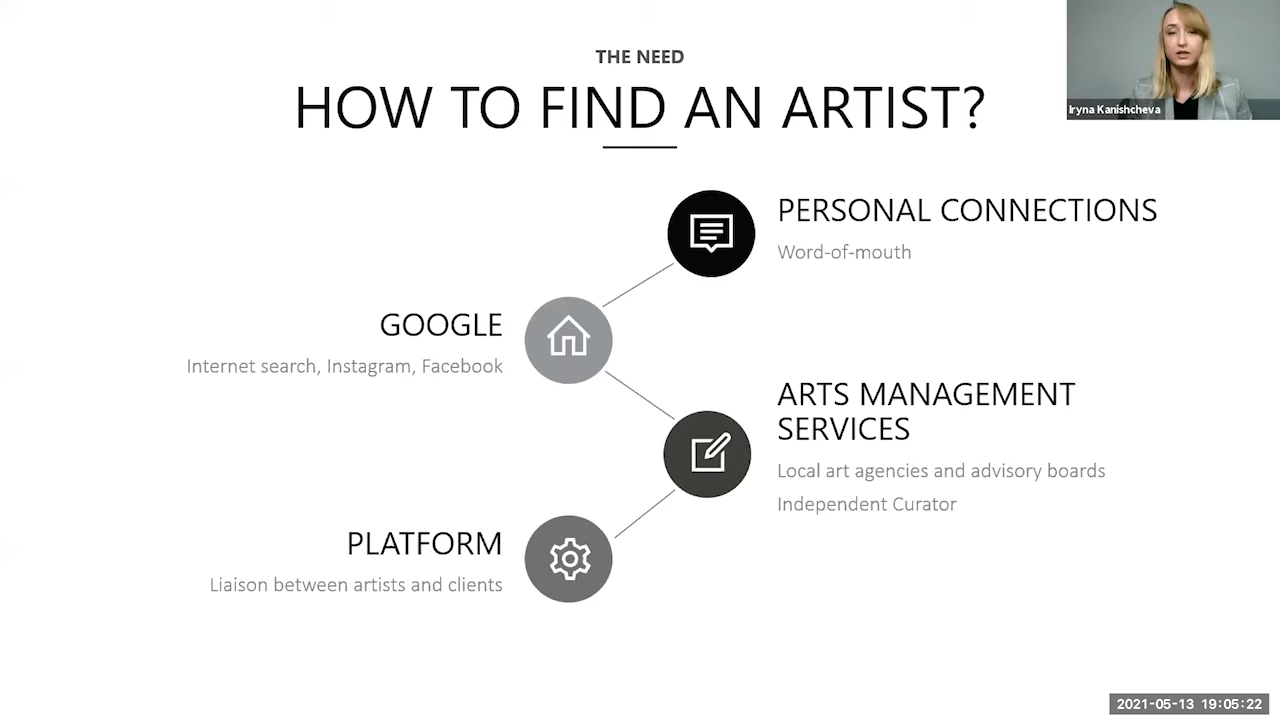 THE NEED
HOW TO FIND AN ARTIST?
Iryna Kanishcheva
PERSONAL CONNECTIONS
Word-of-mouth
GOOGLE
Internet search, Instagram, Facebook
ARTS MANAGEMENT
SERVICES
Local art agencies and advisory boards
Independent Curator
PLATFORM
Liaison between artists and clients
2021-05-13 19:05:22